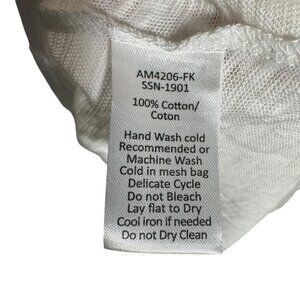 AM4206-FK
SSN-1901
100% Cotton/
Coton
Hand Wash cold
Recommended or
Machine Wash
Cold in mesh bag
Delicate Cycle
Do not Bleach
Lay flat to Dry
Cool iron if needed
Do not Dry Clean